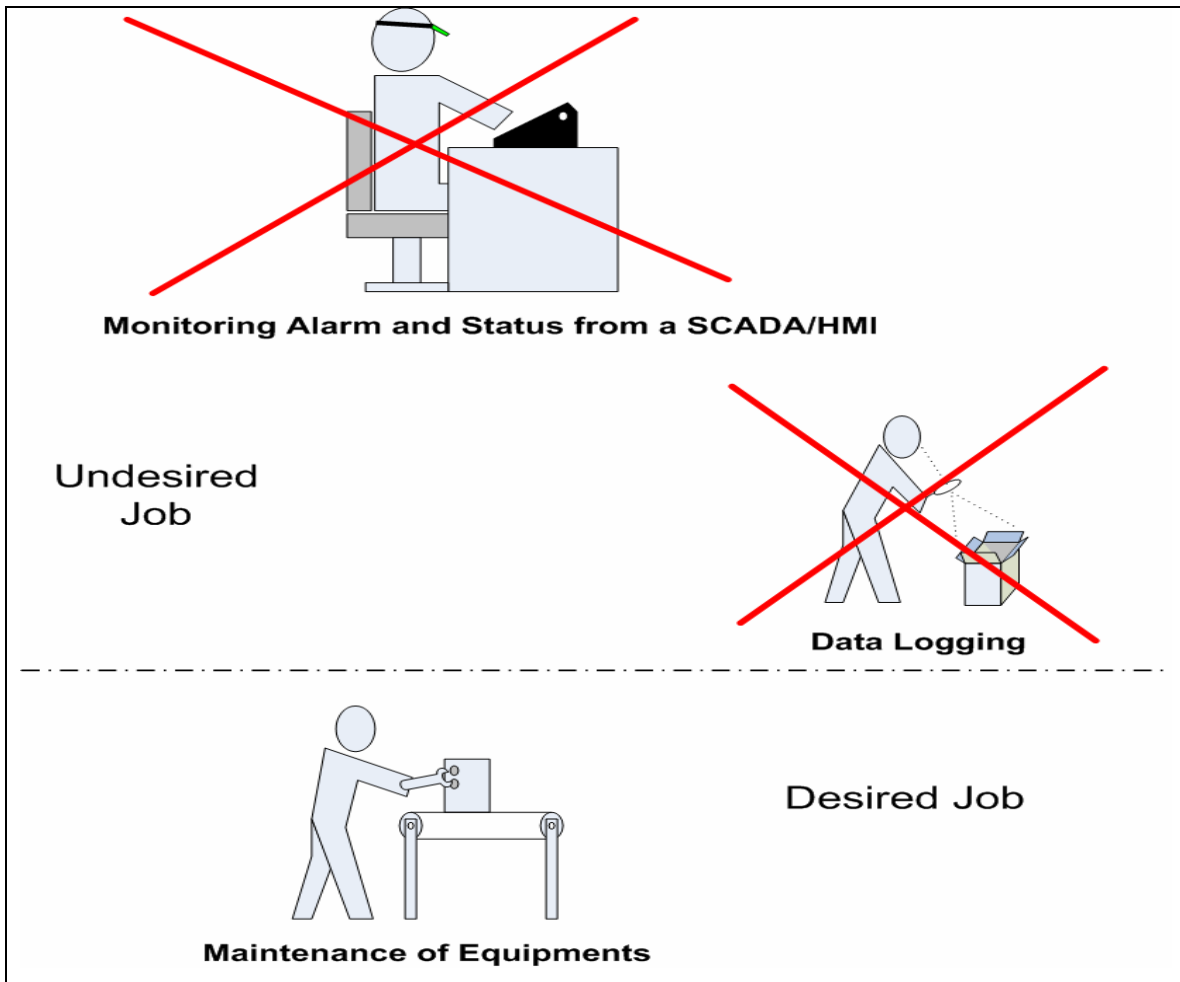 Monitoring Alarm and Status from a SCADA/HMI
Undesired
Job
Data Logging
Desired Job
Maintenance of Equipments